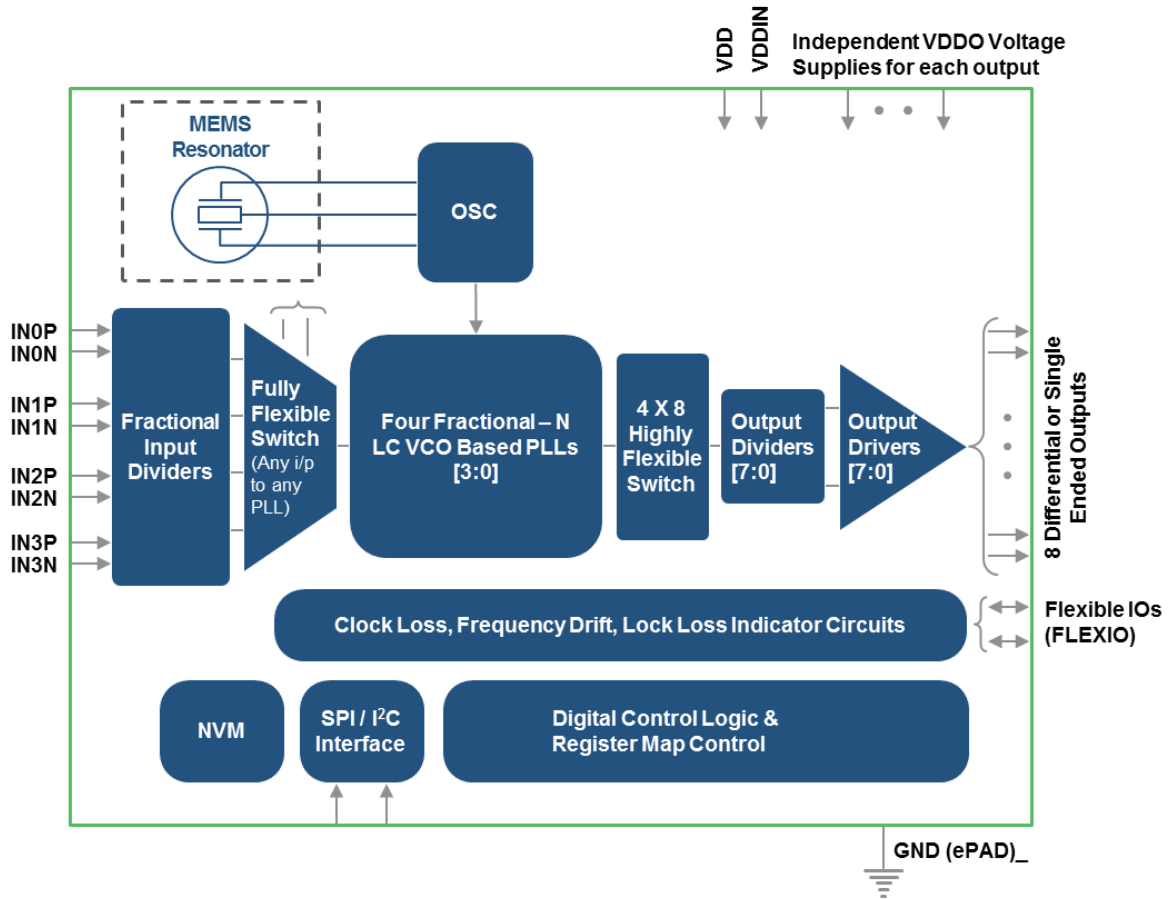 VDD
VDDIN
Independent VDDO Voltage
Supplies for each output
MEMS
Resonator
OSC
IN0P
IN0N
IN1P
IN1N
IN2P
IN2N
IN3P
IN3N
Fractional
Input
Dividers
Fully
Flexible
Switch
(Any i/p
to any
PLL)
Four Fractional – N
LC VCO Based PLLs
[3:0]
4 X 8
Highly
Flexible
Switch
Output
Dividers
[7:0]
Output
Drivers
[7:0]
8 Differential or Single
Ended Outputs
Clock Loss, Frequency Drift, Lock Loss Indicator Circuits
Flexible IOs
(FLEXIO)
NVM
SPI / I²C
Interface
Digital Control Logic &
Register Map Control
GND (ePAD)_